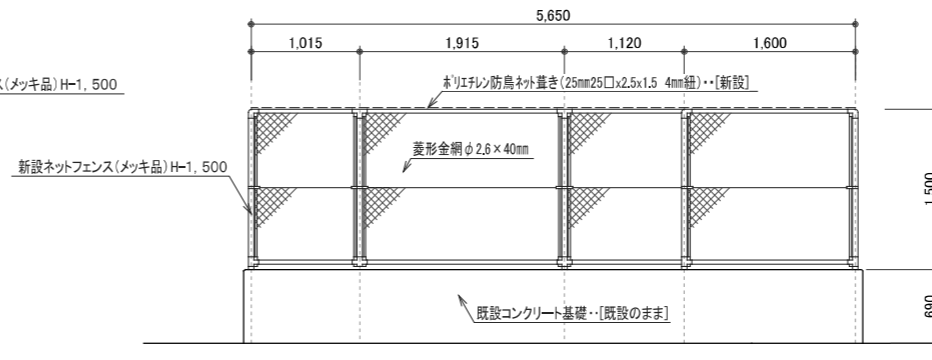 5,650
1,015
1,915
1,120
1,600
ス(メッキ品)H-1,500
ポリエチレン防鳥ネット葺き(25mm25□x2.5x1.5 4mm紐)‥[新設]
菱形金網φ2.6×40mm
新設ネットフェンス(メッキ品)H-1,500
1,500
既設コンクリート基礎‥[既設のまま]
690